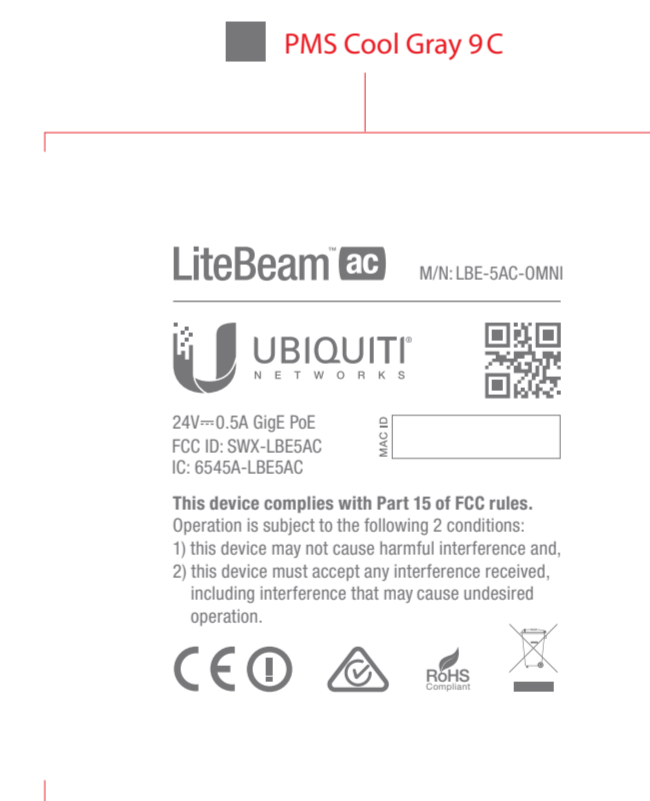 PMS Cool Gray 9 C
LiteBeam™ ac
M/N: LBE-5AC-OMNI
UBIQUITI®
NETWORKS
24V⎓0.5A GigE PoE
FCC ID: SWX-LBE5AC
IC: 6545A-LBE5AC
MAC ID
This device complies with Part 15 of FCC rules.
Operation is subject to the following 2 conditions:
1) this device may not cause harmful interference and,
2) this device must accept any interference received,
including interference that may cause undesired
operation.
CE
RoHS
Compliant